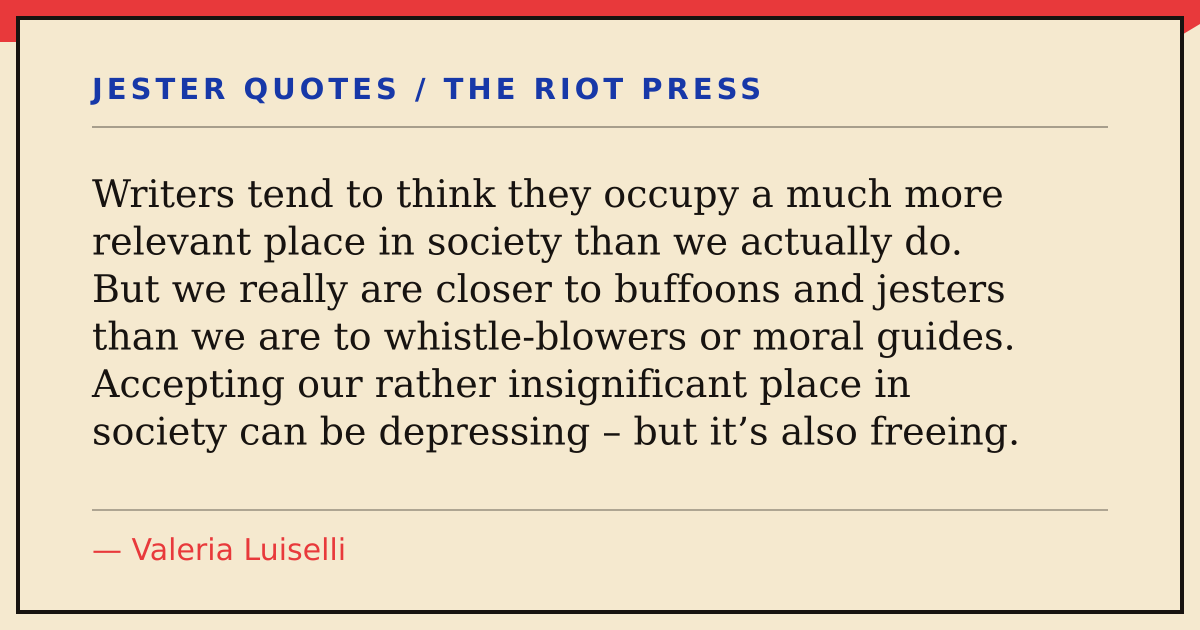 JESTER QUOTES / THE RIOT PRESS
Writers tend to think they occupy a much more
relevant place in society than we actually do.
But we really are closer to buffoons and jesters
than we are to whistle-blowers or moral guides.
Accepting our rather insignificant place in
society can be depressing – but it’s also freeing.
— Valeria Luiselli